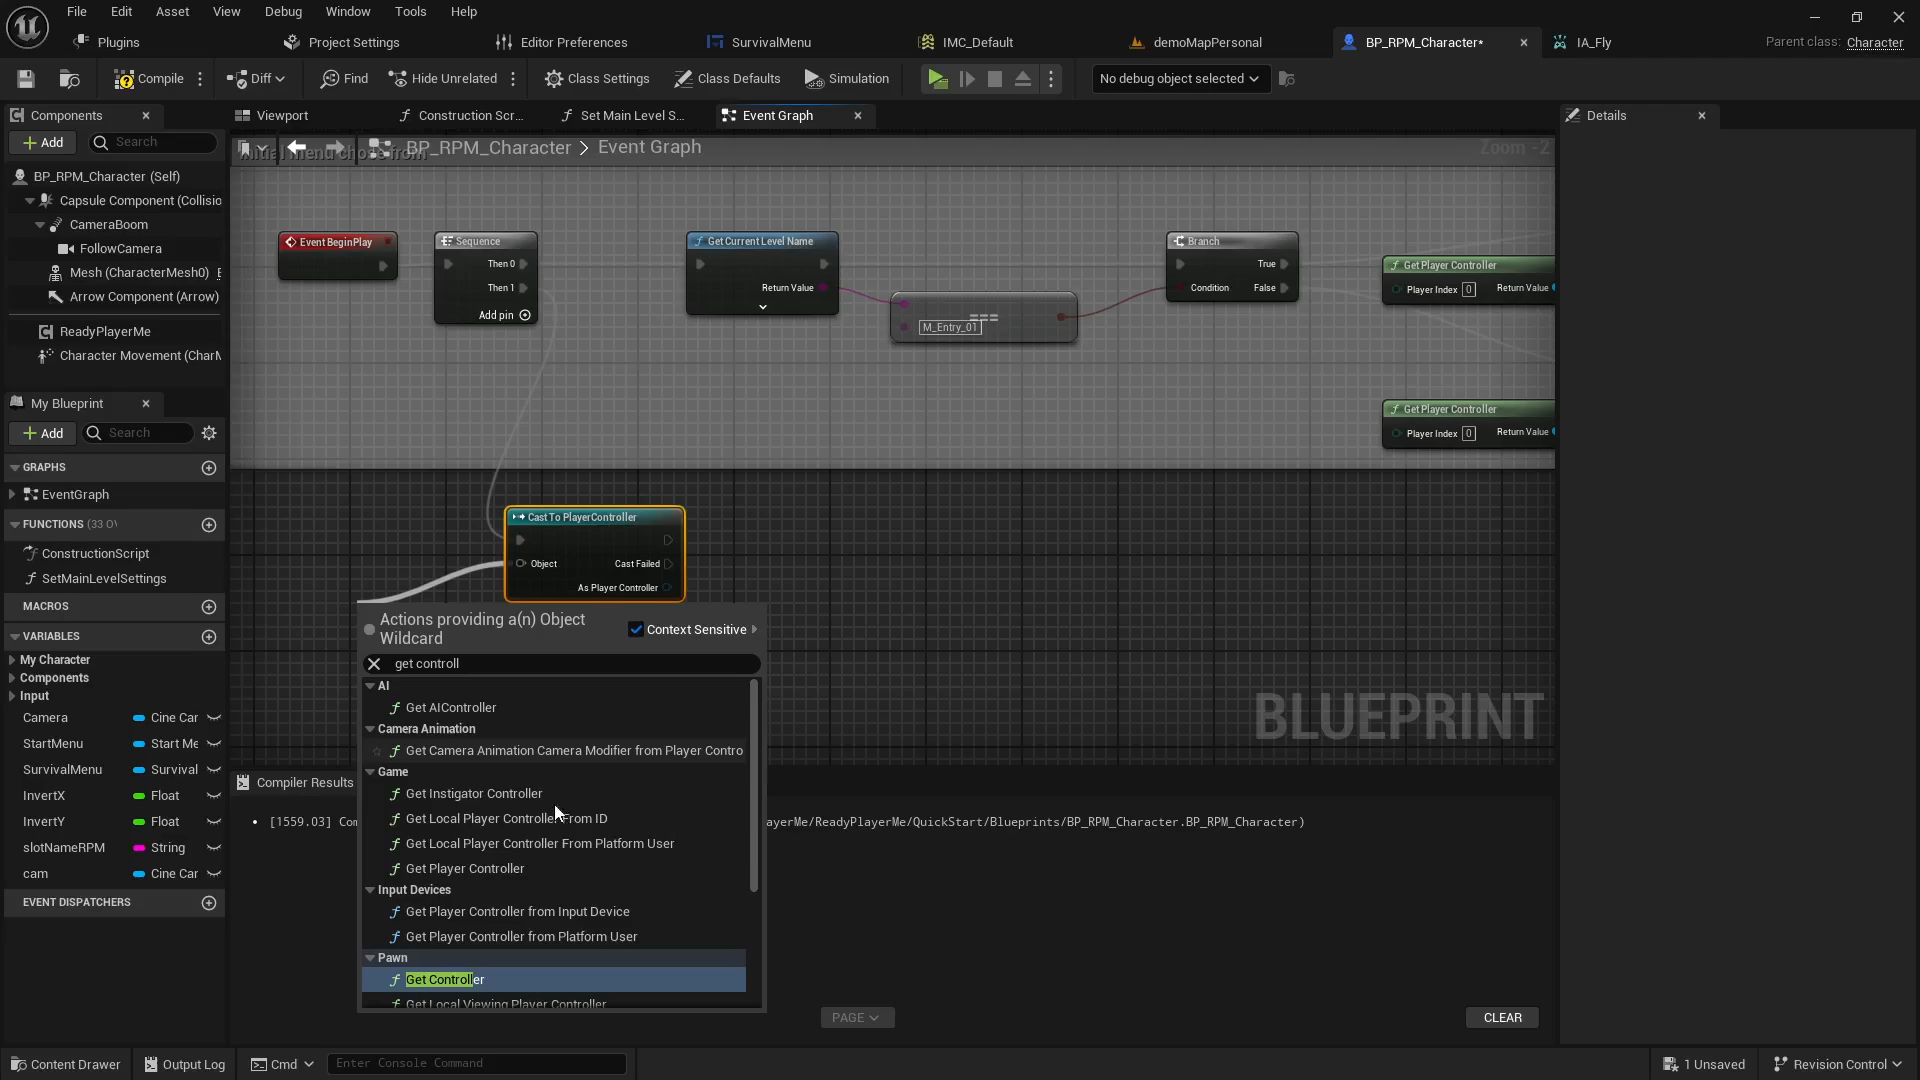 File Edit Asset View Debug Window Tools Help
Plugins Project Settings Editor Preferences SurvivalMenu IMC_Default demoMapPersonal BP_RPM_Character* IA_Fly Parent class: Character
Compile Diff Find Hide Unrelated Class Settings Class Defaults Simulation No debug object selected
Components Viewport Construction Scr... Set Main Level S... Event Graph Details
Add Search
BP_RPM_Character > Event Graph Zoom -2
BP_RPM_Character (Self)
Capsule Component (Collisio
CameraBoom
FollowCamera
Mesh (CharacterMesh0)
Arrow Component (Arrow)
ReadyPlayerMe
Character Movement (CharM
Event BeginPlay
Sequence
Then 0
Then 1
Add pin
Get Current Level Name
Return Value
===
M_Entry_01
Branch
True
Condition False
Get Player Controller
Player Index 0 Return Value
Get Player Controller
Player Index 0 Return Value
Cast To PlayerController
Object Cast Failed
As Player Controller
My Blueprint
Add Search
GRAPHS
EventGraph
FUNCTIONS (33 O
ConstructionScript
SetMainLevelSettings
MACROS
VARIABLES
My Character
Components
Input
Camera Cine Car
StartMenu Start Me
SurvivalMenu Survival
InvertX Float
InvertY Float
slotNameRPM String
cam Cine Car
EVENT DISPATCHERS
Actions providing a(n) Object
Wildcard
Context Sensitive
get controll
AI
Get AIController
Camera Animation
Get Camera Animation Camera Modifier from Player Contro
Game
Get Instigator Controller
Get Local Player Controller From ID
Get Local Player Controller From Platform User
Get Player Controller
Input Devices
Get Player Controller from Input Device
Get Player Controller from Platform User
Pawn
Get Controller
Get Local Viewing Player Controller
BLUEPRINT
Compiler Results
[1559.03] Com
ayerMe/ReadyPlayerMe/QuickStart/Blueprints/BP_RPM_Character.BP_RPM_Character)
PAGE CLEAR
Content Drawer Output Log Cmd Enter Console Command 1 Unsaved Revision Control